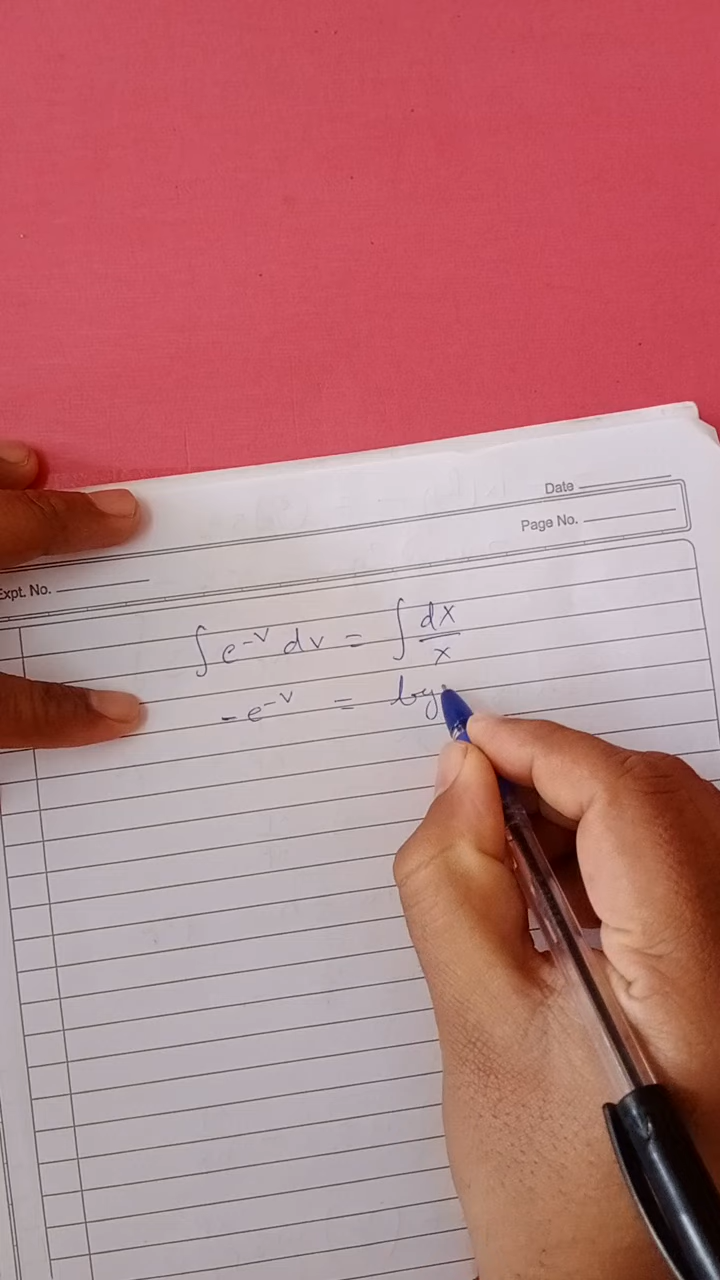 Date
Page No.
Expt. No.
∫ e^{-v} dv = ∫ dx/x
-e^{-v} = log